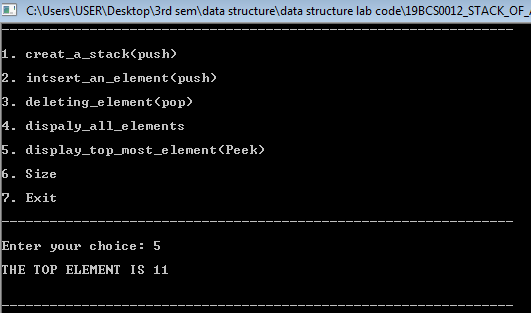 C:\Users\USER\Desktop\3rd sem\data structure\data structure lab code\19BCS0012_STACK_OF_
1. creat_a_stack(push)
2. intsert_an_element(push)
3. deleting_element(pop)
4. dispaly_all_elements
5. display_top_most_element(Peek)
6. Size
7. Exit
Enter your choice: 5
THE TOP ELEMENT IS 11